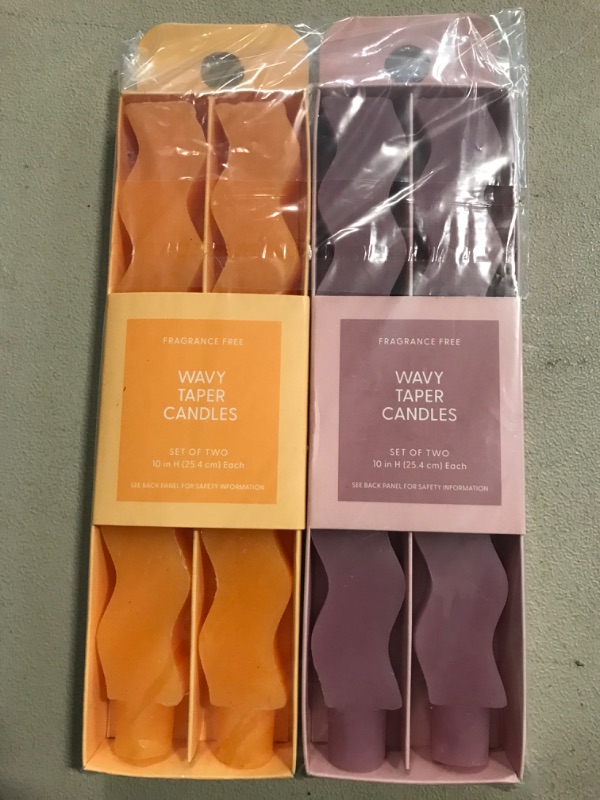 FRAGRANCE FREE
WAVY
TAPER
CANDLES
SET OF TWO
10 in H (25.4 cm) Each
SEE BACK PANEL FOR SAFETY INFORMATION
FRAGRANCE FREE
WAVY
TAPER
CANDLES
SET OF TWO
10 in H (25.4 cm) Each
SEE BACK PANEL FOR SAFETY INFORMATION